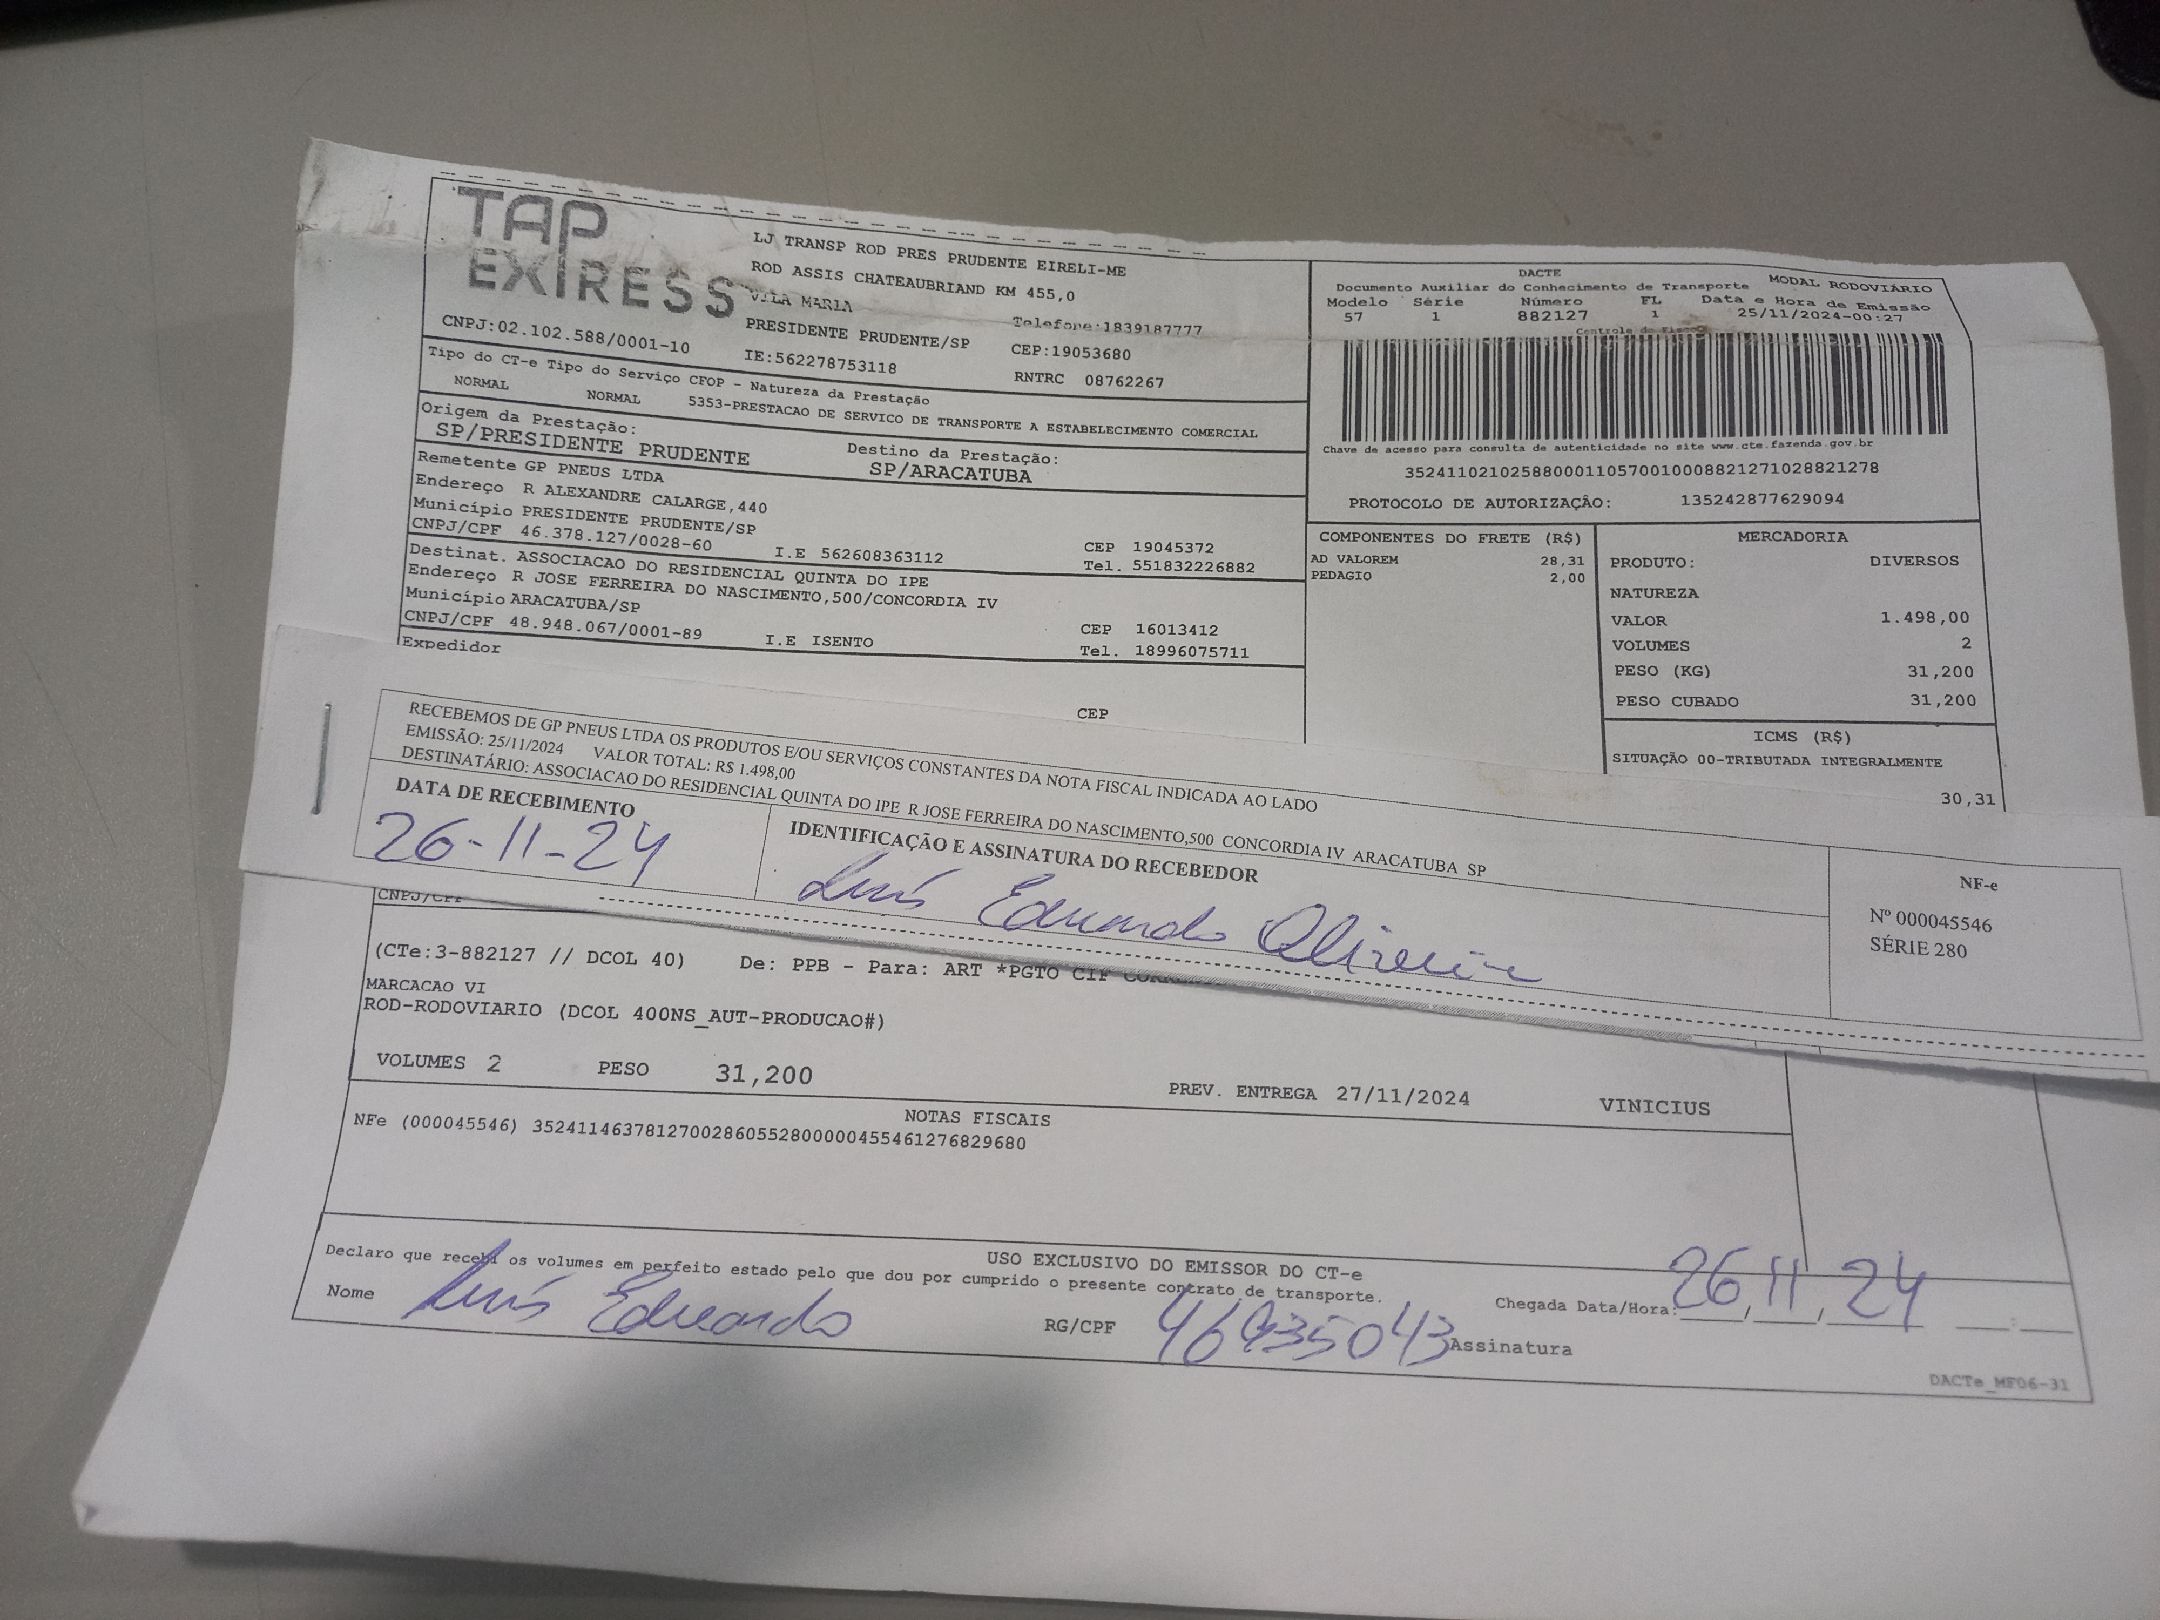 TAP
EXIRESS
LJ TRANSP ROD PRES PRUDENTE EIRELI-ME
ROD ASSIS CHATEAUBRIAND KM 455,0
VILA MARIA
Telefone:1839187777
PRESIDENTE PRUDENTE/SP CEP:19053680
CNPJ:02.102.588/0001-10 IE:562278753118 RNTRC 08762267
Tipo do CT-e Tipo do Serviço CFOP - Natureza da Prestação
NORMAL NORMAL 5353-PRESTACAO DE SERVICO DE TRANSPORTE A ESTABELECIMENTO COMERCIAL
Origem da Prestação: Destino da Prestação:
SP/PRESIDENTE PRUDENTE SP/ARACATUBA
Remetente GP PNEUS LTDA
Endereço R ALEXANDRE CALARGE,440
Município PRESIDENTE PRUDENTE/SP CEP 19045372
CNPJ/CPF 46.378.127/0028-60 I.E 562608363112 Tel. 551832226882
Destinat. ASSOCIACAO DO RESIDENCIAL QUINTA DO IPE
Endereço R JOSE FERREIRA DO NASCIMENTO,500/CONCORDIA IV
Município ARACATUBA/SP CEP 16013412
CNPJ/CPF 48.948.067/0001-89 I.E ISENTO Tel. 18996075711
Expedidor
CEP
DACTE MODAL RODOVIÁRIO
Documento Auxiliar do Conhecimento de Transporte
Modelo Série Número FL Data e Hora de Emissão
57 1 882127 1 25/11/2024-00:27
Controle do Fisco
Chave de acesso para consulta de autenticidade no site www.cte.fazenda.gov.br
35241102102588000110570010008821271028821278
PROTOCOLO DE AUTORIZAÇÃO: 135242877629094
COMPONENTES DO FRETE (R$)
AD VALOREM 28,31
PEDAGIO 2,00
MERCADORIA
PRODUTO: DIVERSOS
NATUREZA
VALOR 1.498,00
VOLUMES 2
PESO (KG) 31,200
PESO CUBADO 31,200
ICMS (R$)
SITUAÇÃO 00-TRIBUTADA INTEGRALMENTE
30,31
RECEBEMOS DE GP PNEUS LTDA OS PRODUTOS E/OU SERVIÇOS CONSTANTES DA NOTA FISCAL INDICADA AO LADO
EMISSÃO: 25/11/2024 VALOR TOTAL: R$ 1.498,00
DESTINATÁRIO: ASSOCIACAO DO RESIDENCIAL QUINTA DO IPE R JOSE FERREIRA DO NASCIMENTO,500 CONCORDIA IV ARACATUBA SP
DATA DE RECEBIMENTO IDENTIFICAÇÃO E ASSINATURA DO RECEBEDOR
26-11-24 Luís Eduardo Oliveira
NF-e
Nº 000045546
SÉRIE 280
CNPJ/CPF
(CTe:3-882127 // DCOL 40) De: PPB - Para: ART *PGTO CIF
MARCACAO VI
ROD-RODOVIARIO (DCOL 400NS_AUT-PRODUCAO#)
VOLUMES 2 PESO 31,200 PREV. ENTREGA 27/11/2024 VINICIUS
NOTAS FISCAIS
NFe (000045546) 35241146378127002860552800000455461276829680
USO EXCLUSIVO DO EMISSOR DO CT-e
Declaro que recebi os volumes em perfeito estado pelo que dou por cumprido o presente contrato de transporte.
Chegada Data/Hora: 26,11,24
Nome Luís Eduardo RG/CPF Assinatura
DACTe_MF06-31